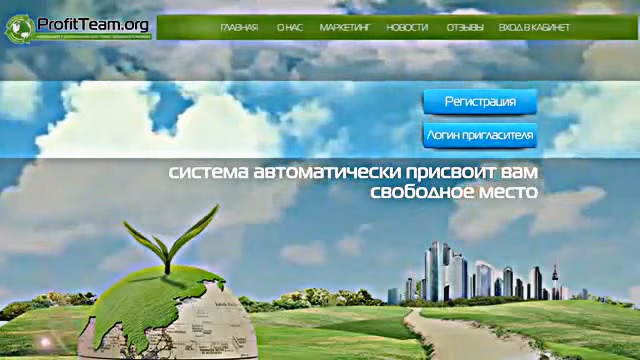 ProfitTeam.org
ГЛАВНАЯ О НАС МАРКЕТИНГ НОВОСТИ ОТЗЫВЫ ВХОД В КАБИНЕТ
Регистрация
Логин пригласителя
система автоматически присвоит вам
свободное место